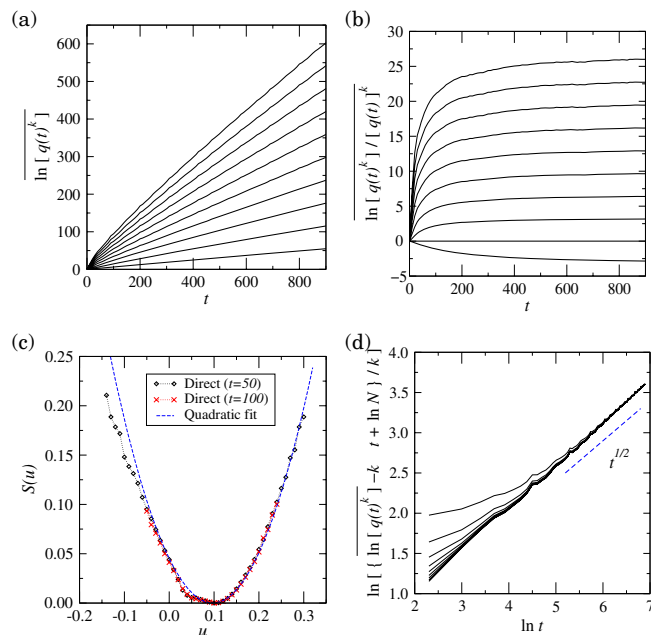 (a)
600
500
400
300
200
100
0
0 200 400 600 800
t
ln [ q(t)^k ]
(b)
30
25
20
15
10
5
0
−5
0 200 400 600 800
t
ln [ q(t)^k ] / [ q(t) ]^k
(c)
0.25
0.20
0.15
0.10
0.05
0.00
-0.2 -0.1 0.0 0.1 0.2 0.3
u
S(u)
Direct (t=50)
Direct (t=100)
Quadratic fit
(d)
4.0
3.5
3.0
2.5
2.0
1.5
1.0
2 3 4 5 6 7
ln t
ln [ { ln [ q(t)^k ] −k t + ln N } / k ]
t^1/2